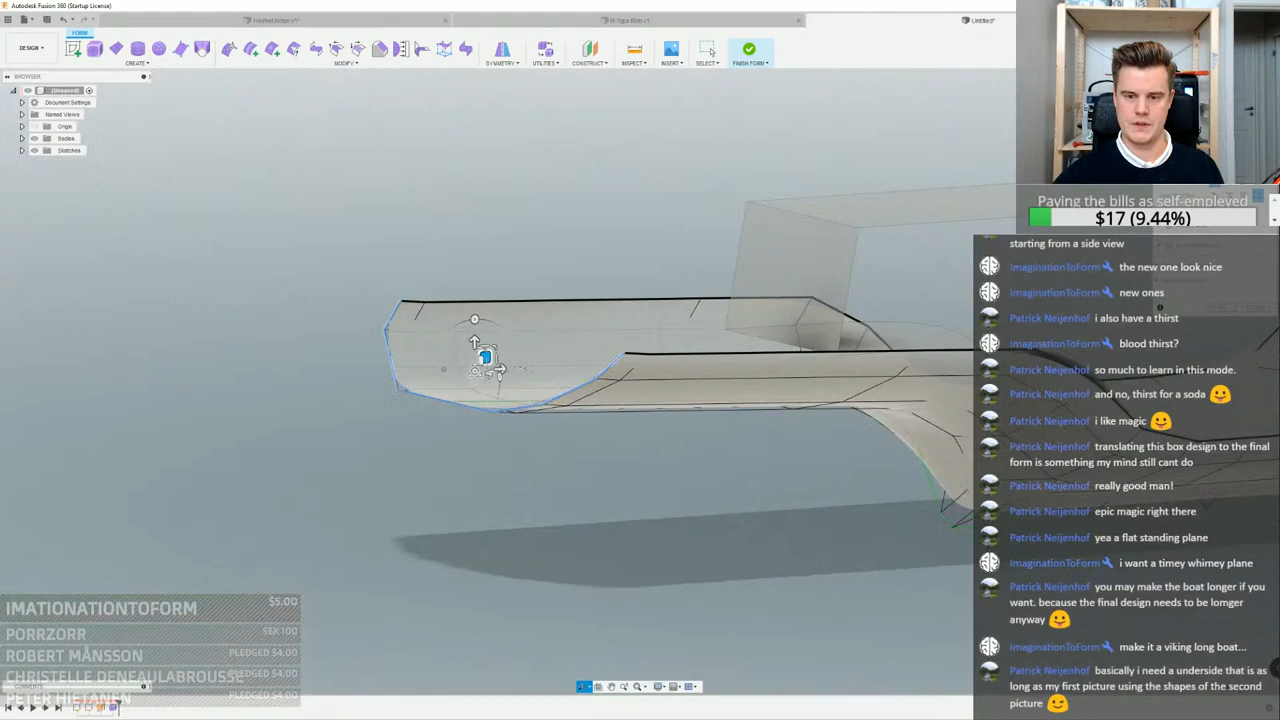 Autodesk Fusion 360 (Startup License)
Untitled*
FORM
DESIGN
CREATE
MODIFY
SYMMETRY
UTILITIES
CONSTRUCT
INSPECT
INSERT
SELECT
FINISH FORM
BROWSER
(Unsaved)
Document Settings
Named Views
Origin
Bodies
Sketches
Paying the bills as self-employed
$17 (9.44%)
starting from a side view
ImaginationToForm the new one look nice
ImaginationToForm new ones
Patrick Neijenhof i also have a thirst
ImaginationToForm blood thirst?
Patrick Neijenhof so much to learn in this mode.
Patrick Neijenhof and no, thirst for a soda
Patrick Neijenhof i like magic
Patrick Neijenhof translating this box design to the final
form is something my mind still cant do
Patrick Neijenhof really good man!
Patrick Neijenhof epic magic right there
Patrick Neijenhof yea a flat standing plane
ImaginationToForm i want a timey whimey plane
Patrick Neijenhof you may make the boat longer if you
want. because the final design needs to be lomger
anyway
ImaginationToForm make it a viking long boat...
Patrick Neijenhof basically i need a underside that is as
long as my first picture using the shapes of the second
picture
IMATIONATIONTOFORM $5.00
PORRZORR SEK100
ROBERT MÅNSSON PLEDGED $4.00
CHRISTELLE DENEAULABROUSSE PLEDGED $4.00
PETER HIETANEN PLEDGED $4.00